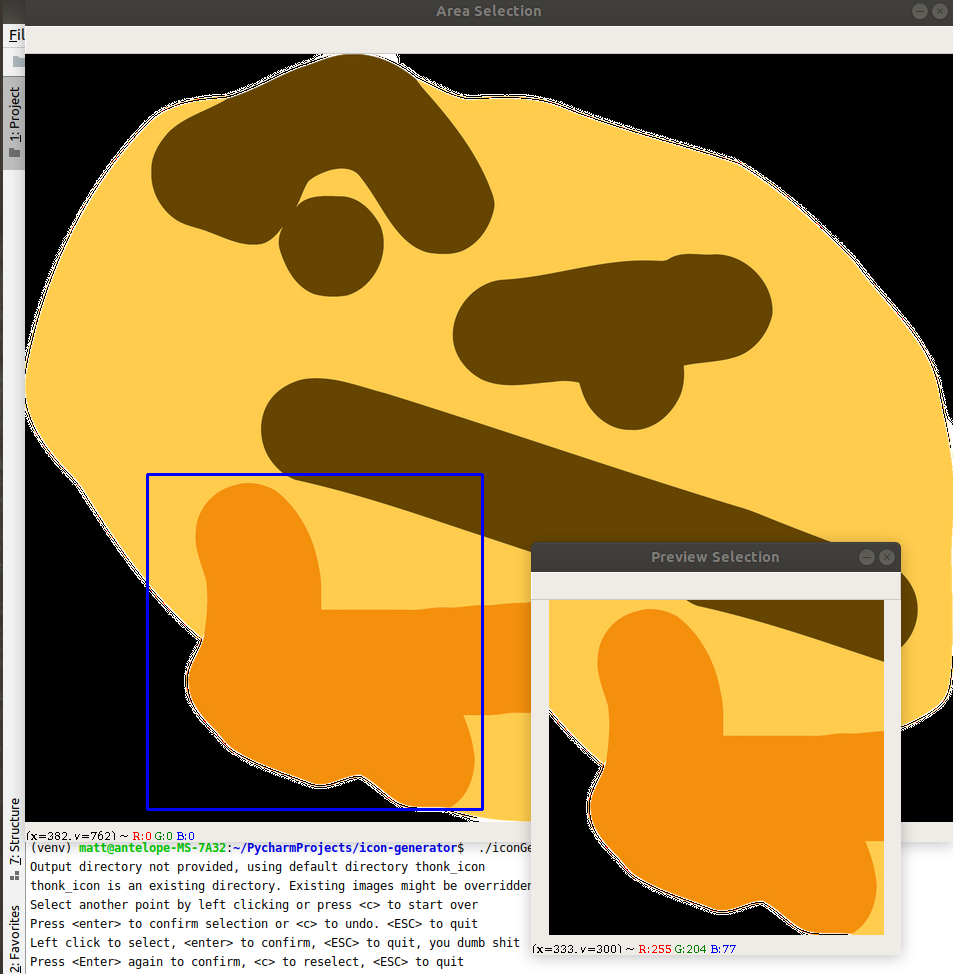 Area Selection
Fil
1: Project
Preview Selection
7: Structure
2: Favorites
(x=382, y=762) ~ R:0 G:0 B:0
(venv) matt@antelope-MS-7A32:~/PycharmProjects/icon-generator$ ./iconGe
Output directory not provided, using default directory thonk_icon
thonk_icon is an existing directory. Existing images might be overridden
Select another point by left clicking or press <c> to start over
Press <enter> to confirm selection or <c> to undo. <ESC> to quit
Left click to select, <enter> to confirm, <ESC> to quit, you dumb shit
Press <Enter> again to confirm, <c> to reselect, <ESC> to quit
(x=333, y=300) ~ R:255 G:204 B:77